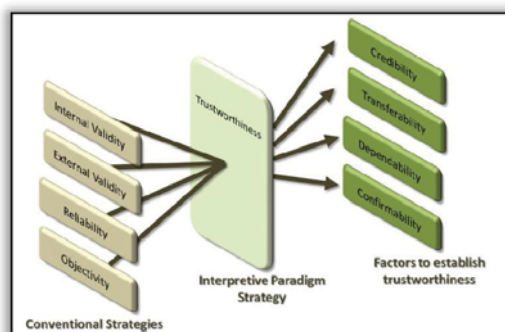 Internal Validity
External Validity
Reliability
Objectivity
Conventional Strategies
Trustworthiness
Interpretive Paradigm
Strategy
Credibility
Transferability
Dependability
Confirmability
Factors to establish
trustworthiness